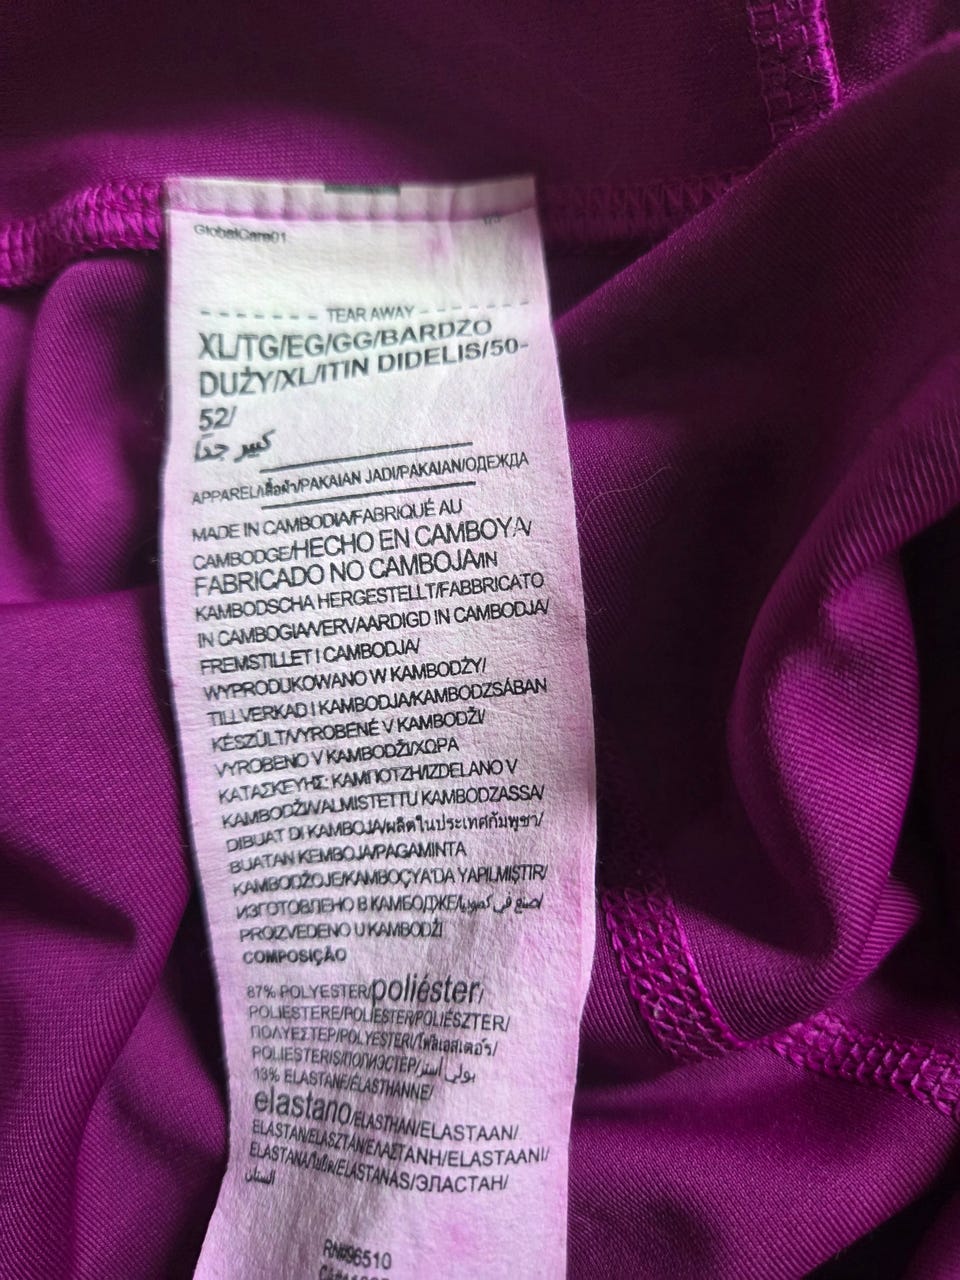 GlobalCare01
TEAR AWAY
XL/TG/EG/GG/BARDZO
DUŻY/XL/ITIN DIDELIS/50-
52/
كبير جدًا
APPAREL/เสื้อผ้า/PAKAIAN JADI/PAKAIAN/ОДЕЖДА
MADE IN CAMBODIA/FABRIQUÉ AU
CAMBODGE/HECHO EN CAMBOYA/
FABRICADO NO CAMBOJA/IN
KAMBODSCHA HERGESTELLT/FABBRICATO
IN CAMBOGIA/VERVAARDIGD IN CAMBODJA/
FREMSTILLET I CAMBODJA/
WYPRODUKOWANO W KAMBODŻY/
TILLVERKAD I KAMBODJA/KAMBODZSÁBAN
KÉSZÜLT/VYROBENÉ V KAMBODŽI/
VYROBENO V KAMBODŽI/ΧΩΡΑ
ΚΑΤΑΣΚΕΥΗΣ: ΚΑΜΠΟΤΖΗ/IZDELANO V
KAMBODŽI/VALMISTETTU KAMBODZASSA/
DIBUAT DI KAMBOJA/ผลิตในประเทศกัมพูชา/
BUATAN KEMBOJA/PAGAMINTA
KAMBODŽOJE/KAMBOÇYA'DA YAPILMIŞTIR/
ИЗГОТОВЛЕНО В КАМБОДЖЕ/صنع في كمبوديا/
PROIZVEDENO U KAMBODŽI
COMPOSIÇÃO
87% POLYESTER/poliéster/
POLIESTERE/POLIESTER/POLIÉSZTER/
ΠΟΛΥΕΣΤΕΡ/POLYESTERI/โพลีเอสเตอร์/
POLIESTERIS/ПОЛИЭСТЕР/بولي استر
13% ELASTANE/ÉLASTHANNE/
elastano/ELASTHAN/ELASTAAN/
ELASTAN/ELASZTÁN/ΕΛΑΣΤΑΝΗ/ELASTAANI/
ELASTANA/ELASTANAS/ЭЛАСТАН/
الستان
RN#96510